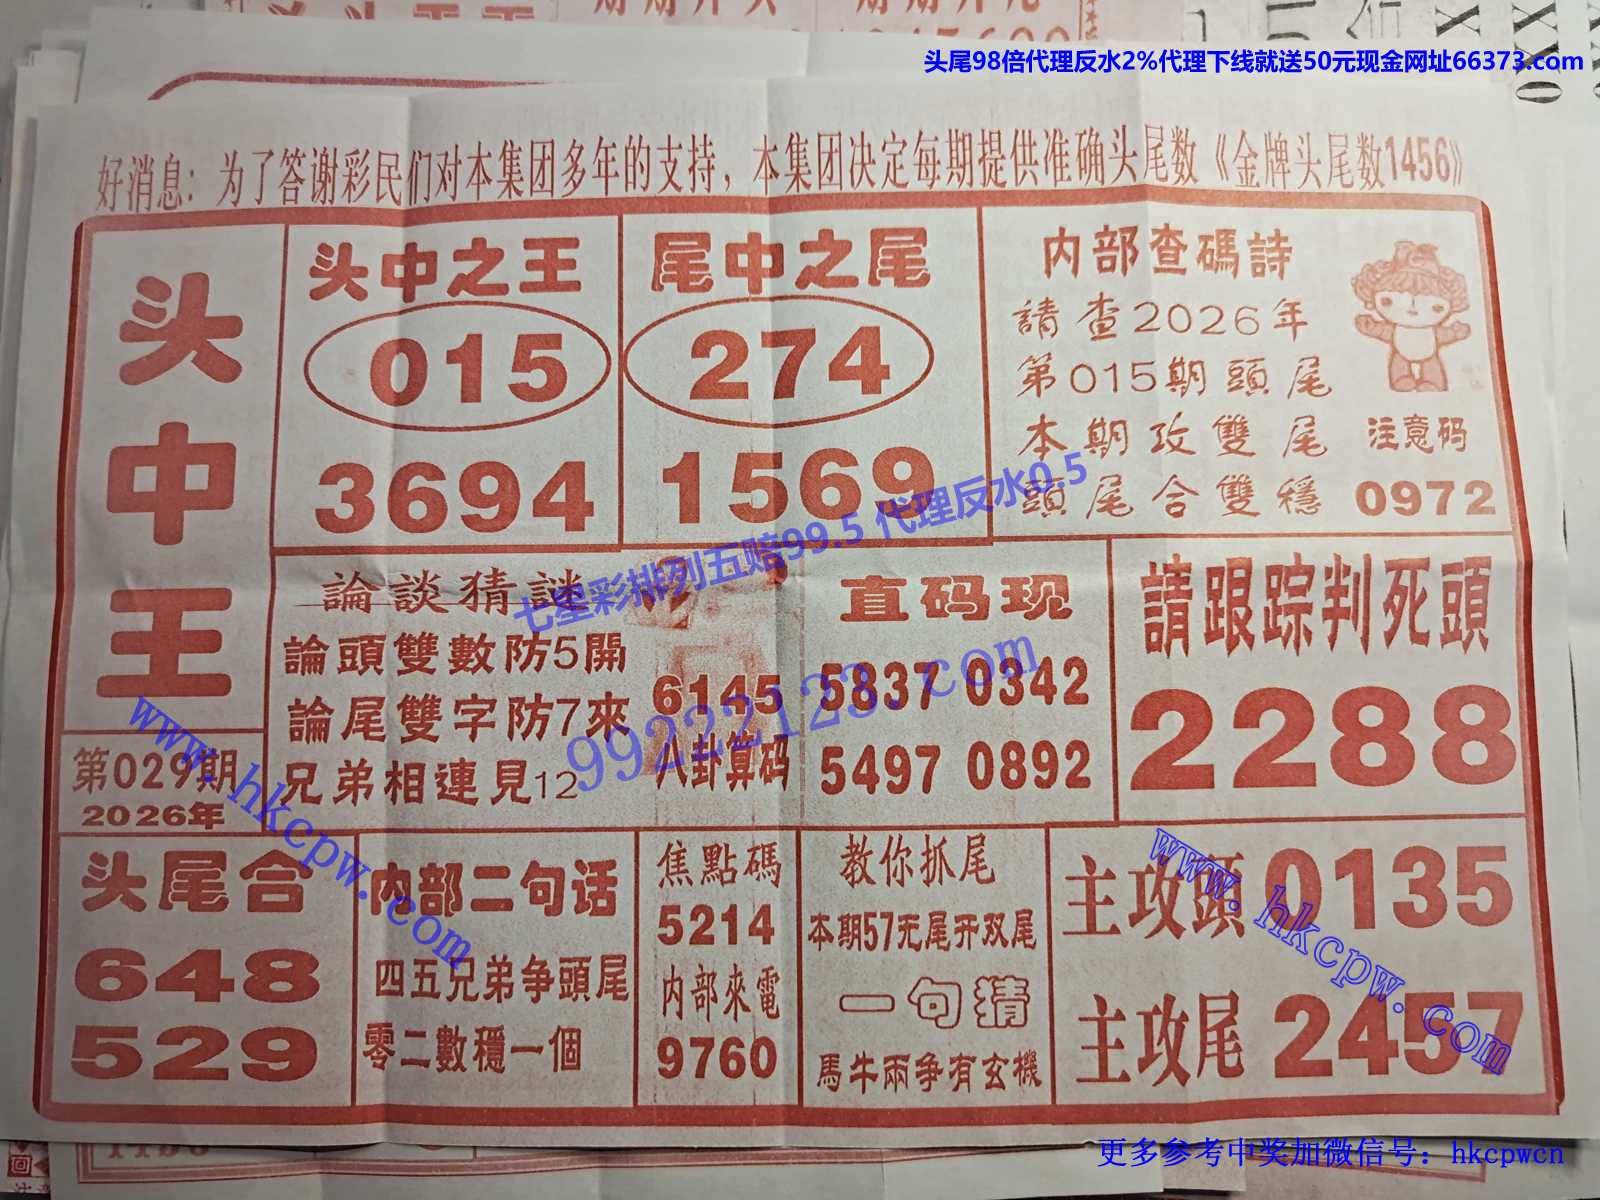 头尾98倍代理反水2%代理下线就送50元现金网址66373.com
好消息：为了答谢彩民们对本集团多年的支持，本集团决定每期提供准确头尾数《金牌头尾数1456》
头中王
第029期
2026年
头中之王
015
3694
尾中之尾
274
1569
内部查碼詩
請查2026年
第015期頭尾
本期攻雙尾
頭尾合雙穩
注意码
0972
論談猜謎
論頭雙數防5開
論尾雙字防7來
兄弟相連見12
6145
八卦算码
直码现
5837 0342
5497 0892
請跟踪判死頭
2288
头尾合
648
529
内部二句话
四五兄弟争頭尾
零二數穩一個
焦點碼
5214
内部來電
9760
教你抓尾
本期57无尾开双尾
一句猜
馬牛兩争有玄機
主攻頭0135
主攻尾2457
七星彩排列五赔99.5 代理反水0.5
99222123.com
www.hkcpw.com
www.hkcpw.com
更多参考中奖加微信号：hkcpwcn